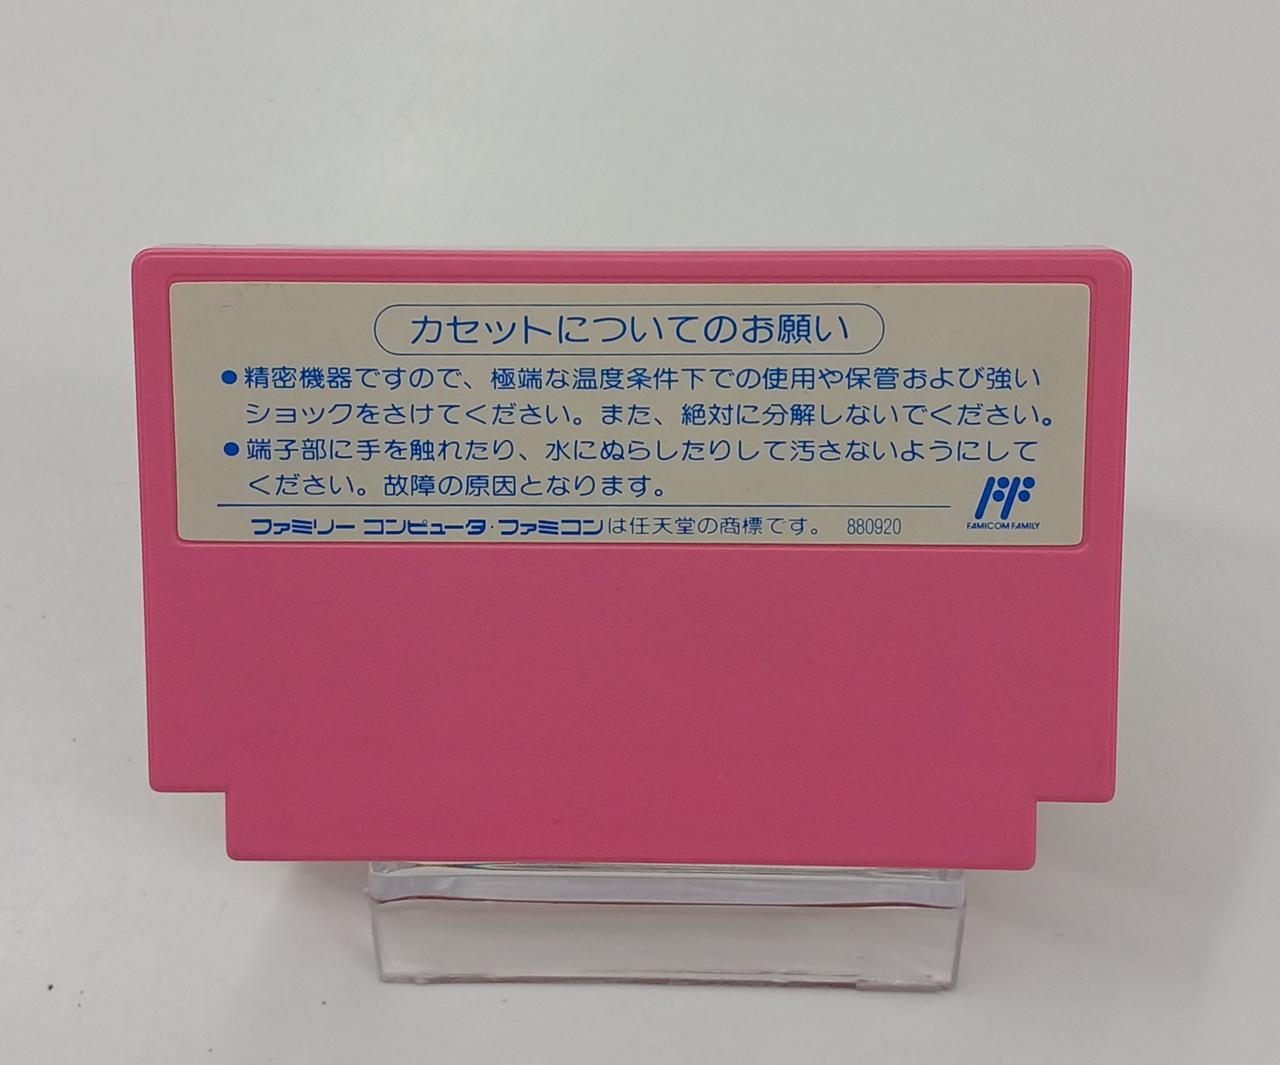 カセットについてのお願い
●精密機器ですので、極端な温度条件下での使用や保管および強い
ショックをさけてください。また、絶対に分解しないでください。
●端子部に手を触れたり、水にぬらしたりして汚さないようにして
ください。故障の原因となります。
FF
FAMICOM FAMILY
ファミリー コンピュータ・ファミコンは任天堂の商標です。 880920